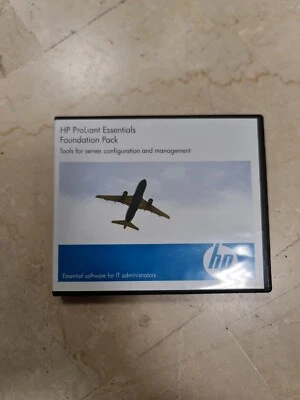 HP ProLiant Essentials
Foundation Pack
Tools for server configuration and management
hp
Essential software for IT administrators